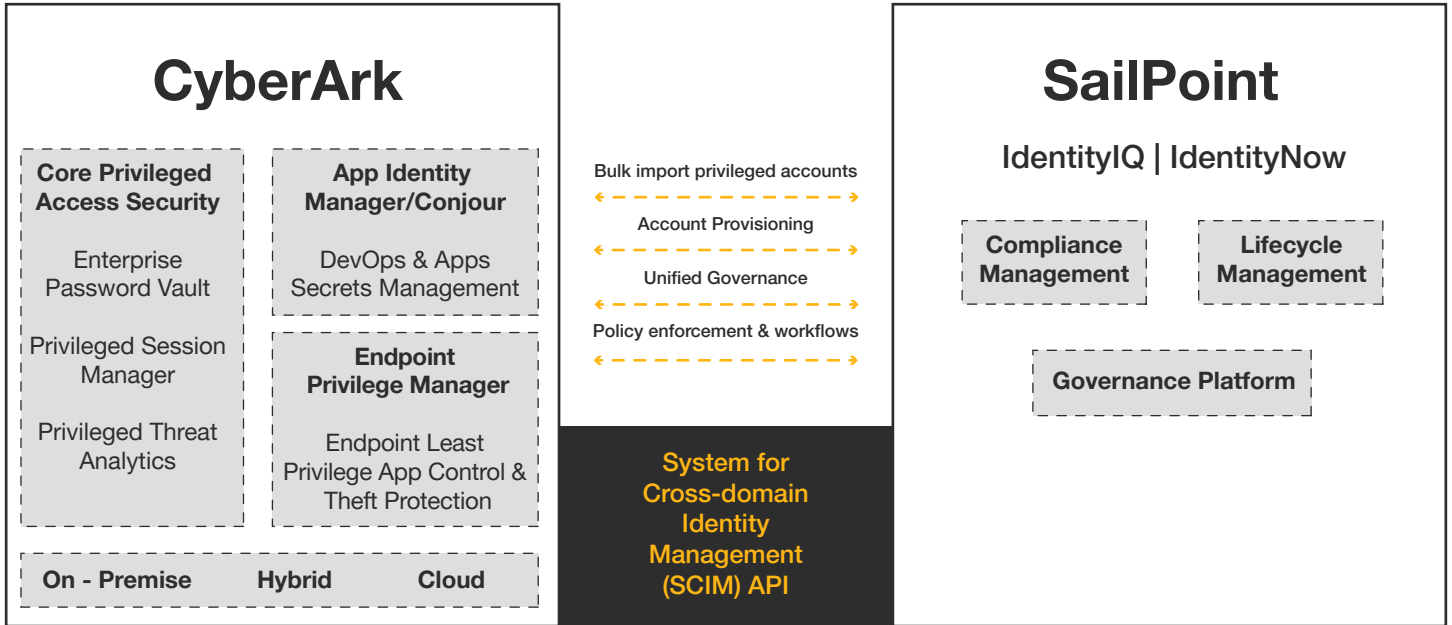 CyberArk
Core Privileged
Access Security
Enterprise
Password Vault
Privileged Session
Manager
Privileged Threat
Analytics
App Identity
Manager/Conjour
DevOps & Apps
Secrets Management
Endpoint
Privilege Manager
Endpoint Least
Privilege App Control &
Theft Protection
On - Premise
Hybrid
Cloud
Bulk import privileged accounts
Account Provisioning
Unified Governance
Policy enforcement & workflows
System for
Cross-domain
Identity
Management
(SCIM) API
SailPoint
IdentityIQ | IdentityNow
Compliance
Management
Lifecycle
Management
Governance Platform